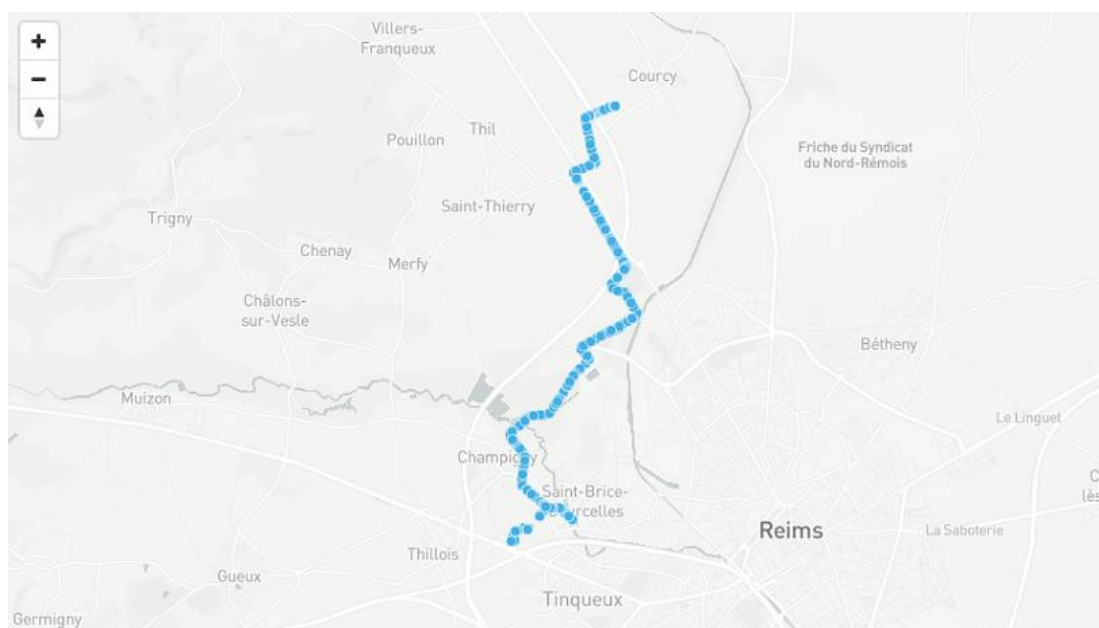 +
Villers-
Franqueux
−
Courcy
Thil
Pouillon
Friche du Syndicat
du Nord-Rémois
Saint-Thierry
Trigny
Chenay
Merfy
Châlons-
sur-Vesle
Bétheny
Muizon
Le Linguet
Champigny
C
lès
Saint-Brice-
Courcelles
Reims
La Saboterie
Thillois
Gueux
Tinqueux
Germigny